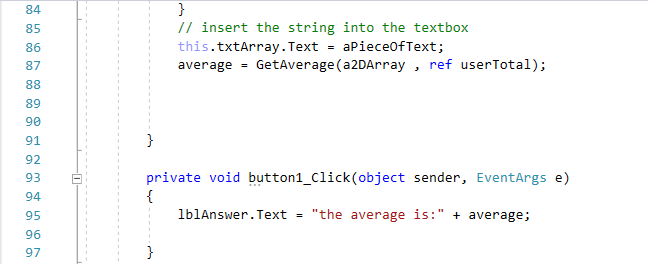 84 }
85 // insert the string into the textbox
86 this.txtArray.Text = aPieceOfText;
87 average = GetAverage(a2DArray , ref userTotal);
88
89
90
91 }
92
93 private void button1_Click(object sender, EventArgs e)
94 {
95 lblAnswer.Text = "the average is:" + average;
96
97 }